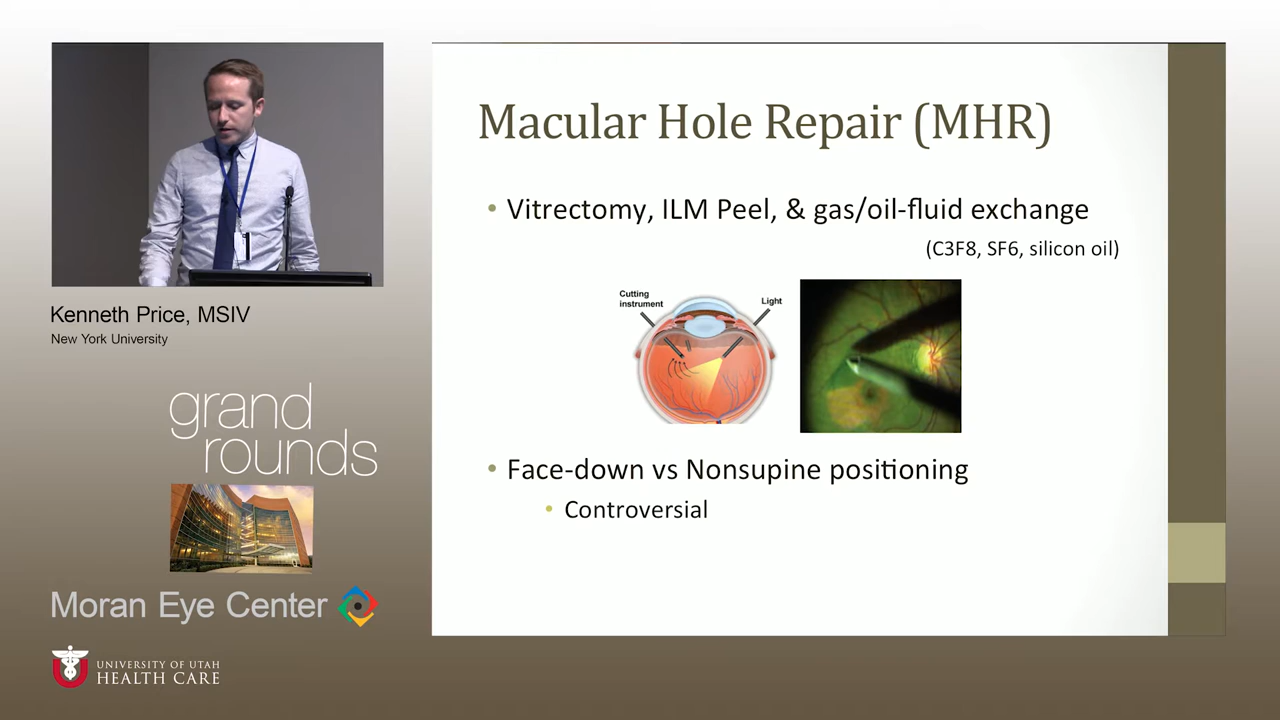 Kenneth Price, MSIV
New York University
grand
rounds
Moran Eye Center
UNIVERSITY OF UTAH
HEALTH CARE
Macular Hole Repair (MHR)
• Vitrectomy, ILM Peel, & gas/oil-fluid exchange
(C3F8, SF6, silicon oil)
Cutting
instrument
Light
• Face-down vs Nonsupine positioning
• Controversial